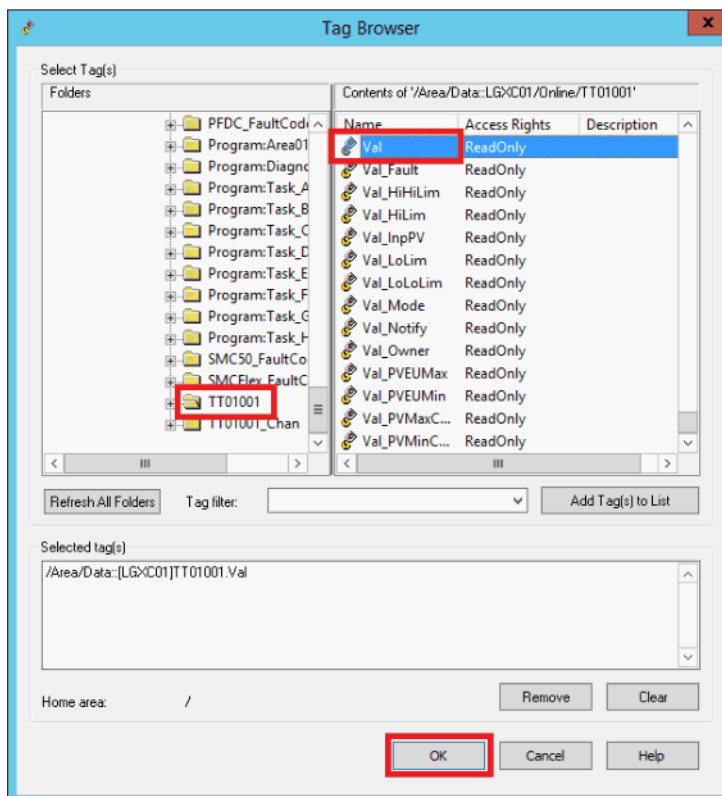 Tag Browser
x
Select Tag(s)
Folders
Contents of '/Area/Data::LGXC01/Online/TT01001'
PFDC_FaultCod
Program:Area01
Program:Diagno
Program:Task_A
Program:Task_B
Program:Task_C
Program:Task_D
Program:Task_E
Program:Task_F
Program:Task_G
Program:Task_H
SMC50_FaultCo
SMCFlex_FaultC
TT01001
TT01001_Chan
Name Access Rights Description
Val ReadOnly
Val_Fault ReadOnly
Val_HiHiLim ReadOnly
Val_HiLim ReadOnly
Val_InpPV ReadOnly
Val_LoLim ReadOnly
Val_LoLoLim ReadOnly
Val_Mode ReadOnly
Val_Notify ReadOnly
Val_Owner ReadOnly
Val_PVEUMax ReadOnly
Val_PVEUMin ReadOnly
Val_PVMaxC... ReadOnly
Val_PVMinC... ReadOnly
Refresh All Folders Tag filter: Add Tag(s) to List
Selected tag(s)
/Area/Data::[LGXC01]TT01001.Val
Home area: / Remove Clear
OK Cancel Help